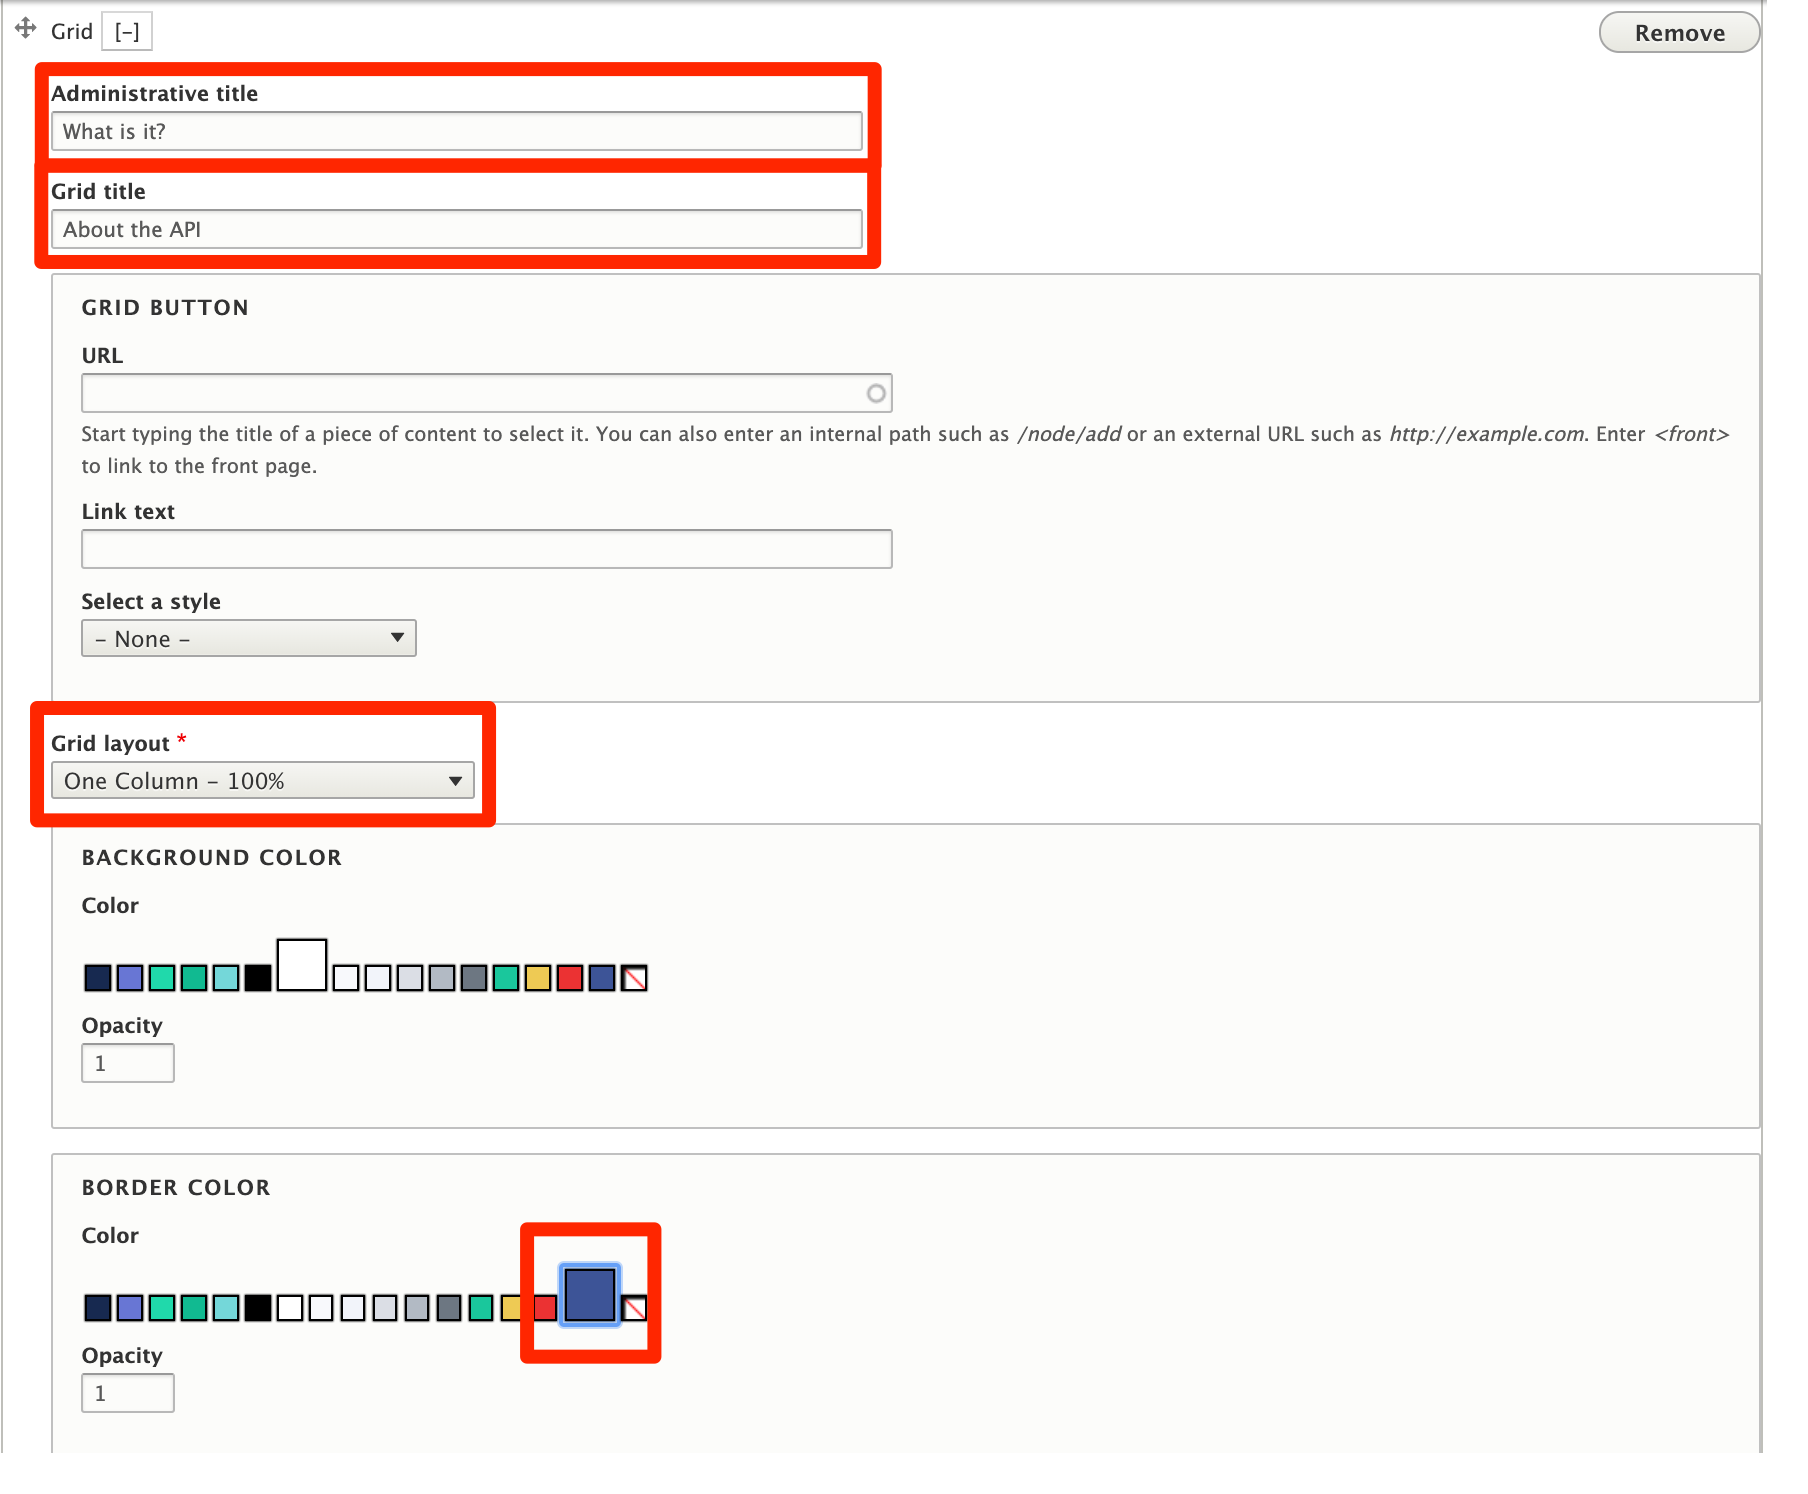 Grid [–]
Remove
Administrative title
What is it?
Grid title
About the API
GRID BUTTON
URL
Start typing the title of a piece of content to select it. You can also enter an internal path such as /node/add or an external URL such as http://example.com. Enter <front>
to link to the front page.
Link text
Select a style
– None –
Grid layout *
One Column – 100%
BACKGROUND COLOR
Color
Opacity
1
BORDER COLOR
Color
Opacity
1